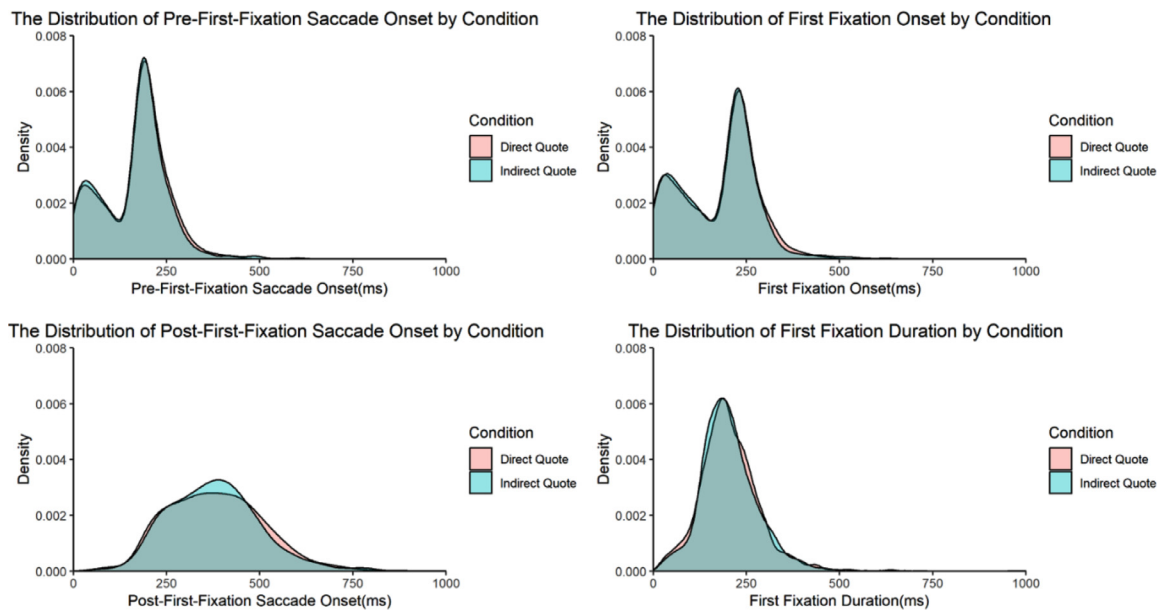 The Distribution of Pre-First-Fixation Saccade Onset by Condition
0.008
0.006
0.004
0.002
0.000
Density
0 250 500 750 1000
Pre-First-Fixation Saccade Onset(ms)
Condition
Direct Quote
Indirect Quote
The Distribution of First Fixation Onset by Condition
0.008
0.006
0.004
0.002
0.000
Density
0 250 500 750 1000
First Fixation Onset(ms)
Condition
Direct Quote
Indirect Quote
The Distribution of Post-First-Fixation Saccade Onset by Condition
0.008
0.006
0.004
0.002
0.000
Density
0 250 500 750 1000
Post-First-Fixation Saccade Onset(ms)
Condition
Direct Quote
Indirect Quote
The Distribution of First Fixation Duration by Condition
0.008
0.006
0.004
0.002
0.000
Density
0 250 500 750 1000
First Fixation Duration(ms)
Condition
Direct Quote
Indirect Quote